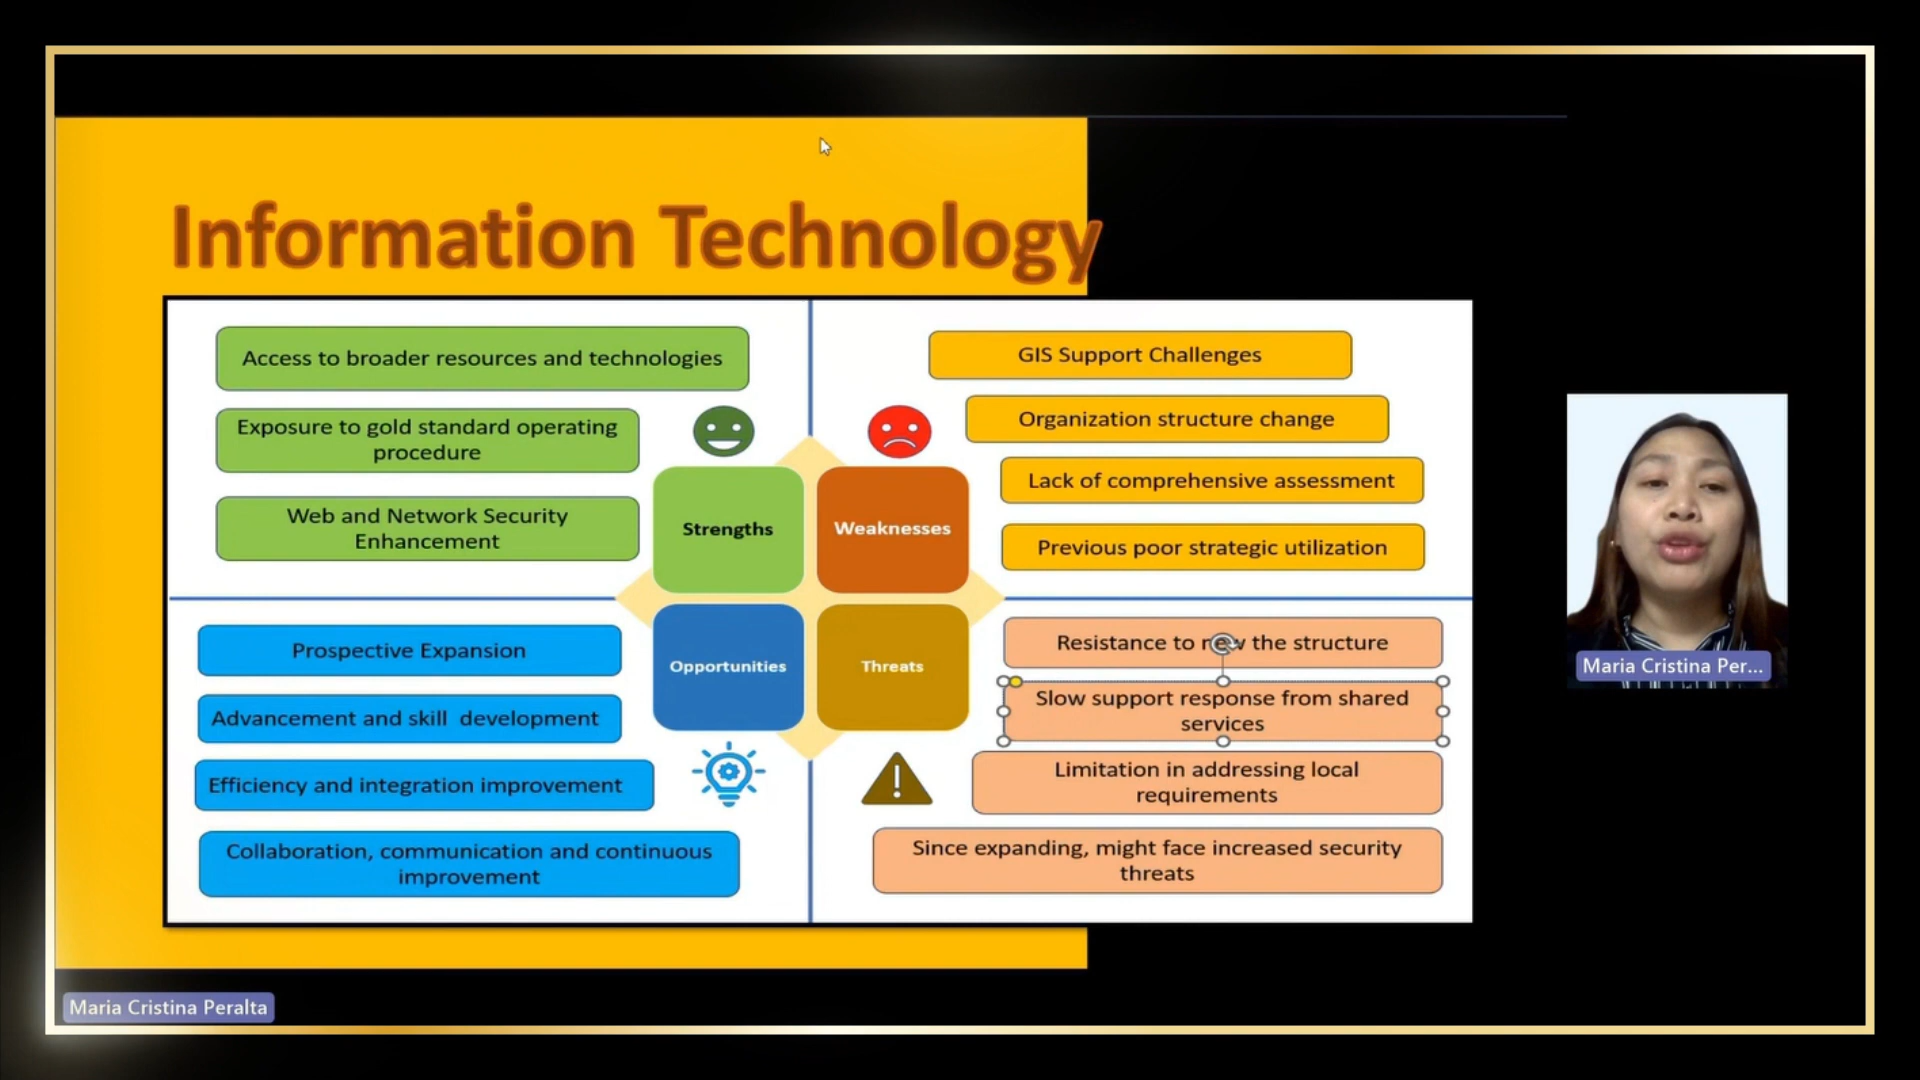 Information Technology
Access to broader resources and technologies
Exposure to gold standard operating
procedure
Web and Network Security
Enhancement
GIS Support Challenges
Organization structure change
Lack of comprehensive assessment
Previous poor strategic utilization
Strengths
Weaknesses
Opportunities
Threats
Prospective Expansion
Advancement and skill development
Efficiency and integration improvement
Collaboration, communication and continuous
improvement
Resistance to new the structure
Slow support response from shared
services
Limitation in addressing local
requirements
Since expanding, might face increased security
threats
Maria Cristina Per...
Maria Cristina Peralta